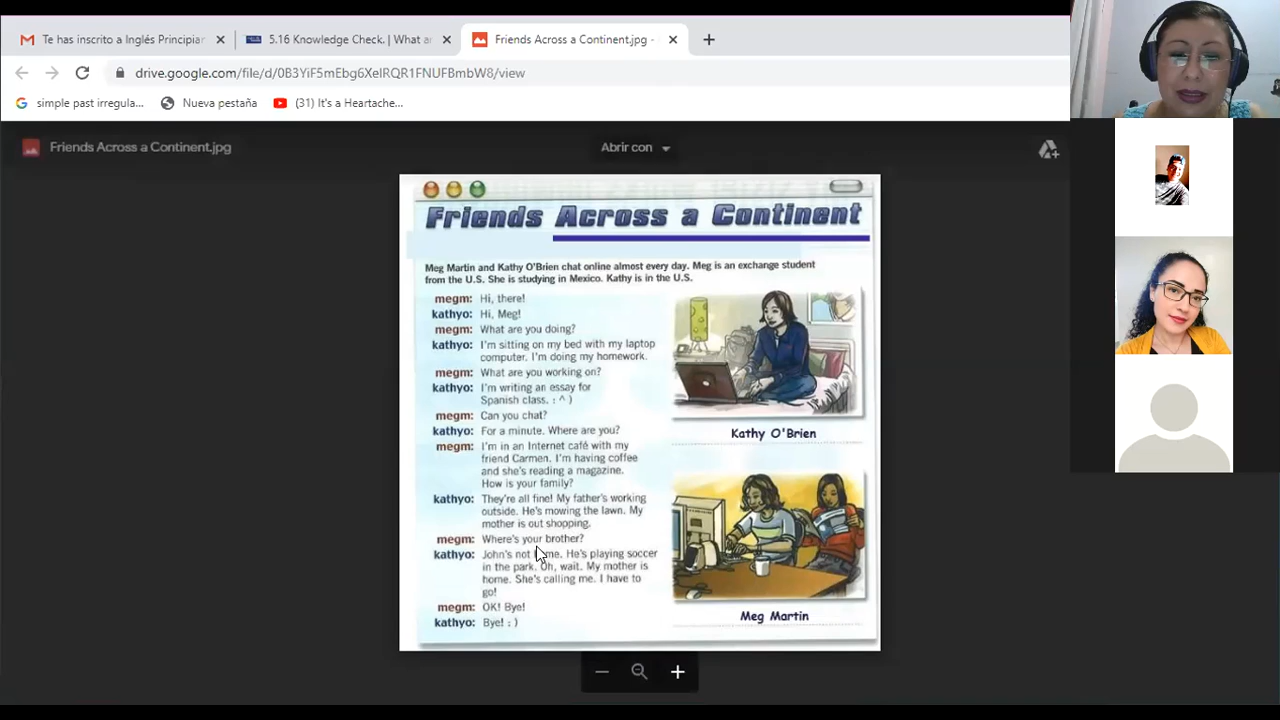 Te has inscrito a Inglés Principian
5.16 Knowledge Check. | What ar
Friends Across a Continent.jpg -
drive.google.com/file/d/0B3YiF5mEbg6XelRQR1FNUFBmbW8/view
simple past irregula...
Nueva pestaña
(31) It's a Heartache...
Friends Across a Continent.jpg
Abrir con
Friends Across a Continent
Meg Martin and Kathy O'Brien chat online almost every day. Meg is an exchange student
from the U.S. She is studying in Mexico. Kathy is in the U.S.
megm: Hi, there!
kathyo: Hi, Meg!
megm: What are you doing?
kathyo: I'm sitting on my bed with my laptop
computer. I'm doing my homework.
megm: What are you working on?
kathyo: I'm writing an essay for
Spanish class. : ^ )
megm: Can you chat?
kathyo: For a minute. Where are you?
megm: I'm in an Internet café with my
friend Carmen. I'm having coffee
and she's reading a magazine.
How is your family?
kathyo: They're all fine! My father's working
outside. He's mowing the lawn. My
mother is out shopping.
megm: Where's your brother?
kathyo: John's not home. He's playing soccer
in the park. Oh, wait. My mother is
home. She's calling me. I have to
go!
megm: OK! Bye!
kathyo: Bye! : )
Kathy O'Brien
Meg Martin